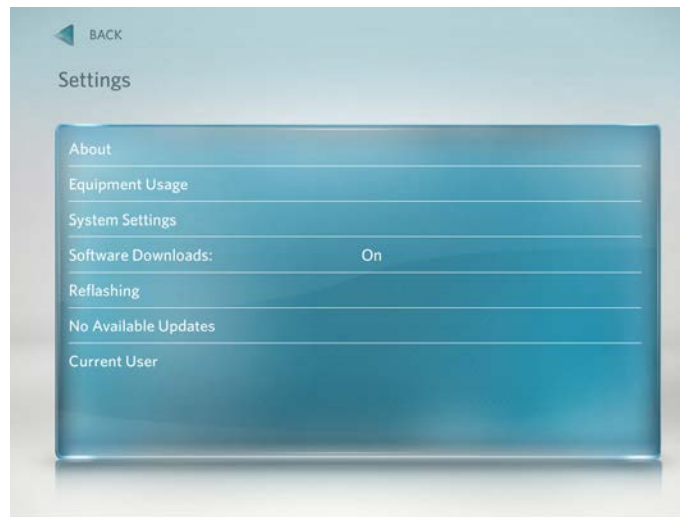 BACK
Settings
About
Equipment Usage
System Settings
Software Downloads: On
Reflashing
No Available Updates
Current User